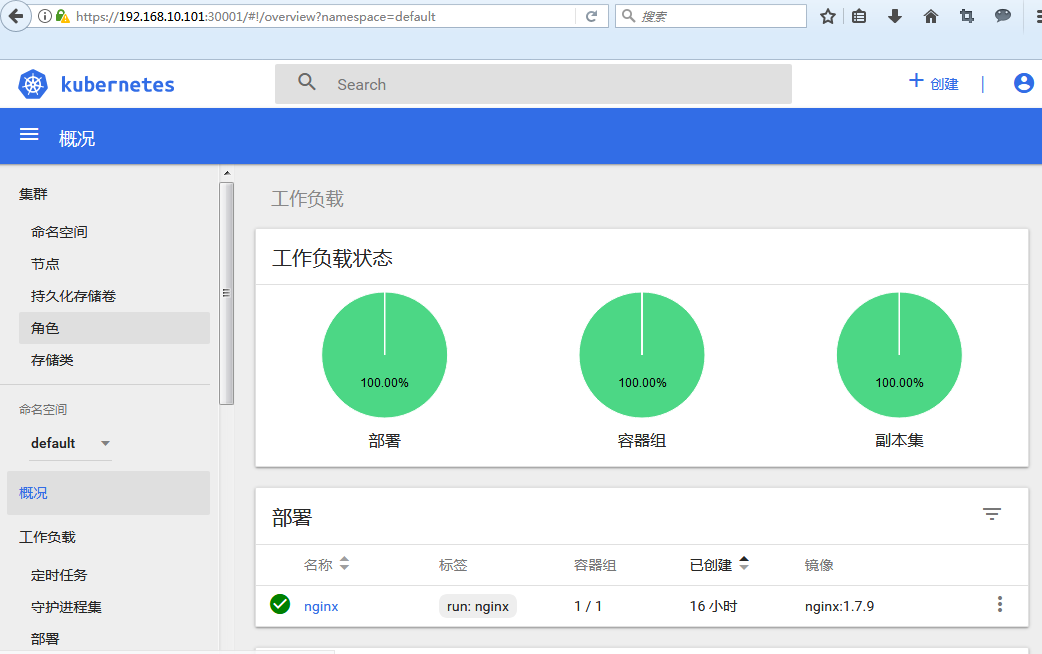 https://192.168.10.101:30001/#!/overview?namespace=default
搜索
kubernetes
Search
创建
概况
集群
命名空间
节点
持久化存储卷
角色
存储类
命名空间
default
概况
工作负载
定时任务
守护进程集
部署
工作负载
工作负载状态
100.00% 100.00% 100.00%
部署 容器组 副本集
部署
名称 标签 容器组 已创建 镜像
nginx run: nginx 1 / 1 16 小时 nginx:1.7.9